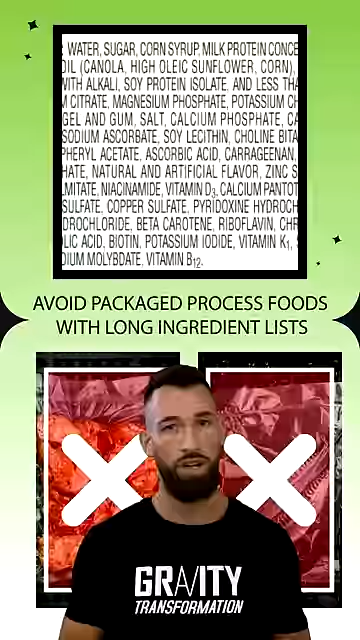 WATER, SUGAR, CORN SYRUP, MILK PROTEIN CONCE
OIL (CANOLA, HIGH OLEIC SUNFLOWER, CORN),
WITH ALKALI, SOY PROTEIN ISOLATE, AND LESS THA
M CITRATE, MAGNESIUM PHOSPHATE, POTASSIUM CH
GEL AND GUM, SALT, CALCIUM PHOSPHATE, CA
SODIUM ASCORBATE, SOY LECITHIN, CHOLINE BITA
PHERYL ACETATE, ASCORBIC ACID, CARRAGEENAN,
HATE, NATURAL AND ARTIFICIAL FLAVOR, ZINC S
LMITATE, NIACINAMIDE, VITAMIN D3, CALCIUM PANTOT
SULFATE, COPPER SULFATE, PYRIDOXINE HYDROCH
DROCHLORIDE, BETA CAROTENE, RIBOFLAVIN, CHR
LIC ACID, BIOTIN, POTASSIUM IODIDE, VITAMIN K1, S
DIUM MOLYBDATE, VITAMIN B12.
AVOID PACKAGED PROCESS FOODS
WITH LONG INGREDIENT LISTS
GRAVITY
TRANSFORMATION